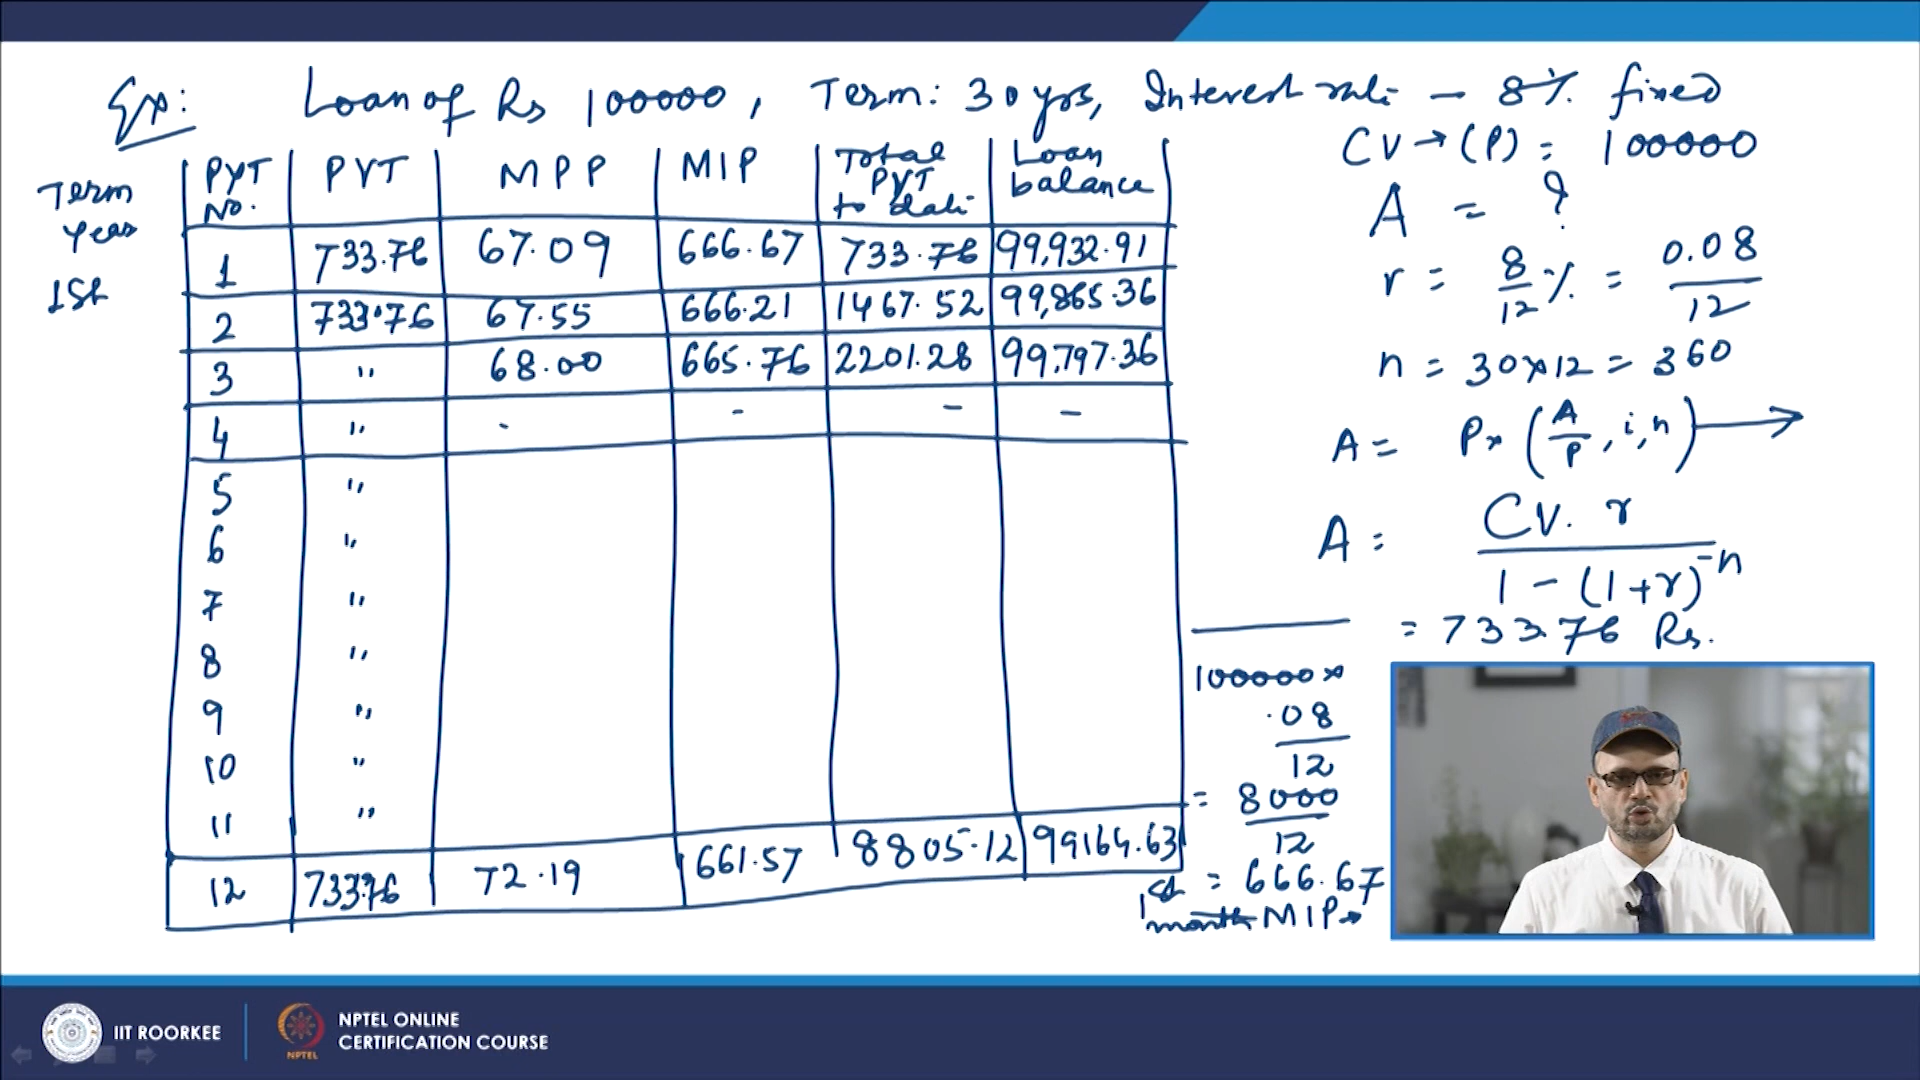 Ex: Loan of Rs 100000, Term: 30 yrs, Interest rate - 8% fixed
CV → (P) = 100000
A = ?
r = 8/12 % = 0.08/12
n = 30×12 = 360
A = P× (A/P, i, n) →
A = CV. r / 1 - (1+r)^-n
= 733.76 Rs.
Term Year
PYT No. PYT MPP MIP Total PYT to date Loan balance
1st 1 733.76 67.09 666.67 733.76 99,932.91
2 733.76 67.55 666.21 1467.52 99,865.36
3 " 68.00 665.76 2201.28 99,797.36
4 " - - - -
5 "
6 "
7 "
8 "
9 "
10 "
11 "
12 733.76 72.19 661.57 8805.12 99164.63
100000×
.08
12
= 8000
12
= 666.67
1st month MIP →
IIT ROORKEE
NPTEL
NPTEL ONLINE
CERTIFICATION COURSE